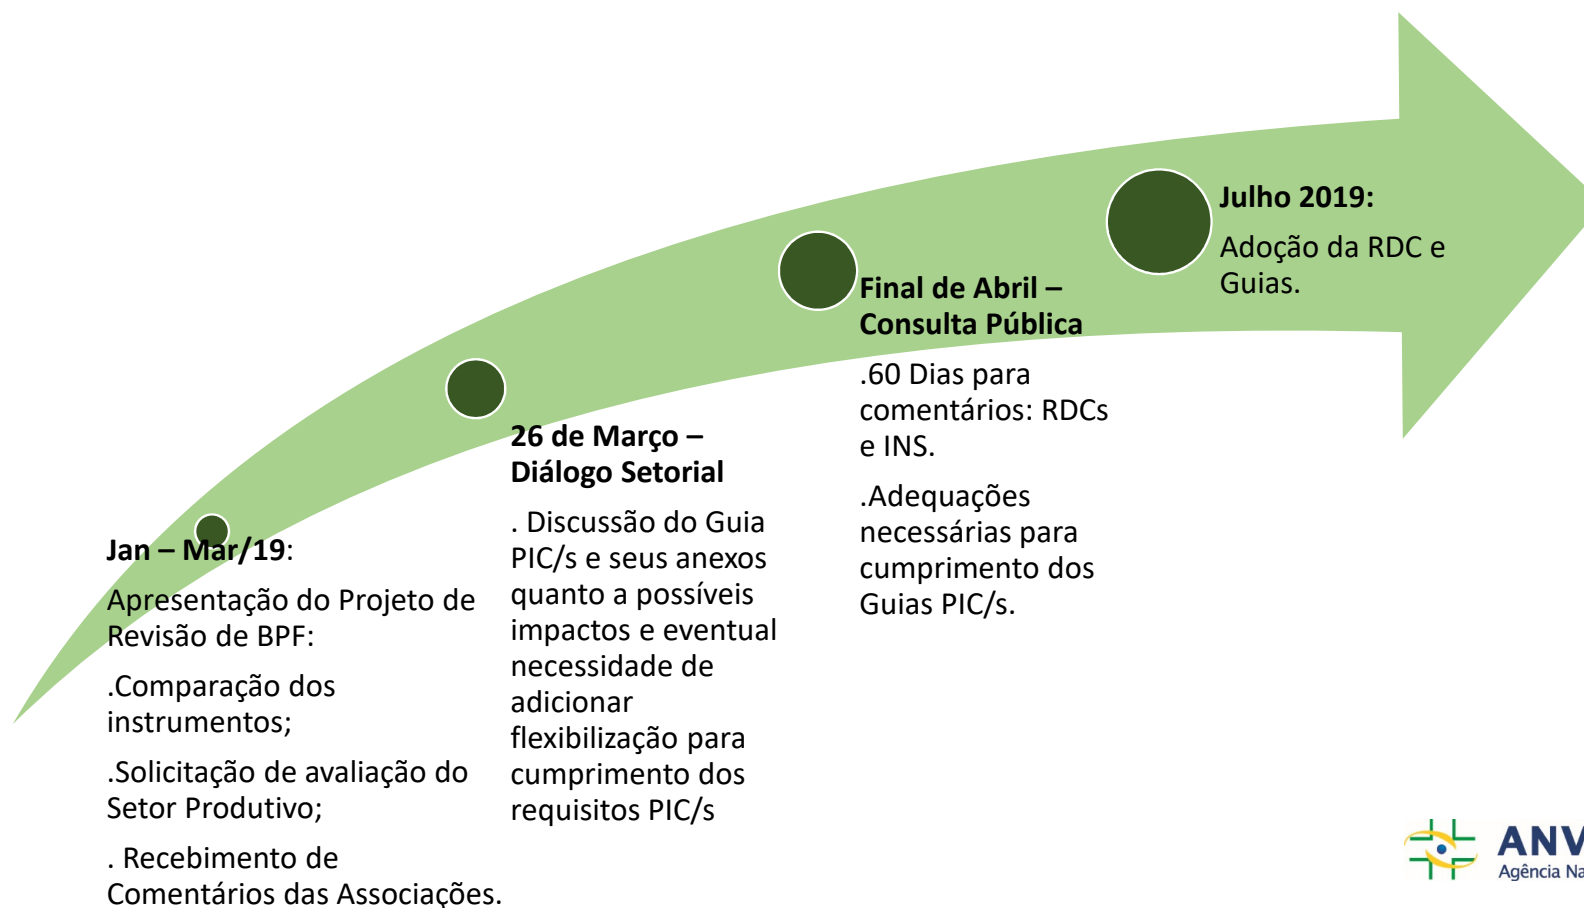 Jan – Mar/19:
Apresentação do Projeto de
Revisão de BPF:
.Comparação dos
instrumentos;
.Solicitação de avaliação do
Setor Produtivo;
. Recebimento de
Comentários das Associações.
26 de Março –
Diálogo Setorial
. Discussão do Guia
PIC/s e seus anexos
quanto a possíveis
impactos e eventual
necessidade de
adicionar
flexibilização para
cumprimento dos
requisitos PIC/s
Final de Abril –
Consulta Pública
.60 Dias para
comentários: RDCs
e INS.
.Adequações
necessárias para
cumprimento dos
Guias PIC/s.
Julho 2019:
Adoção da RDC e
Guias.
ANV
Agência Na